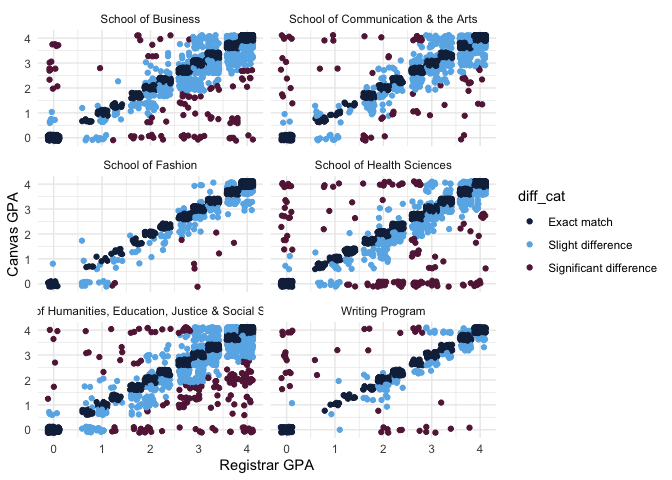 School of Business
School of Communication & the Arts
4
3
2
1
0
School of Fashion
School of Health Sciences
4
3
2
1
0
of Humanities, Education, Justice & Social S
Writing Program
4
3
2
1
0
0 1 2 3 4
0 1 2 3 4
Canvas GPA
Registrar GPA
diff_cat
Exact match
Slight difference
Significant difference